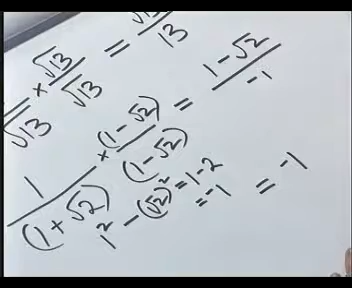 /√13 × √13/√13 = √13/13
1/(1+√2) × (1-√2)/(1-√2) = (1-√2)/-1
1² - (√2)² = 1-2
= -1
= -1